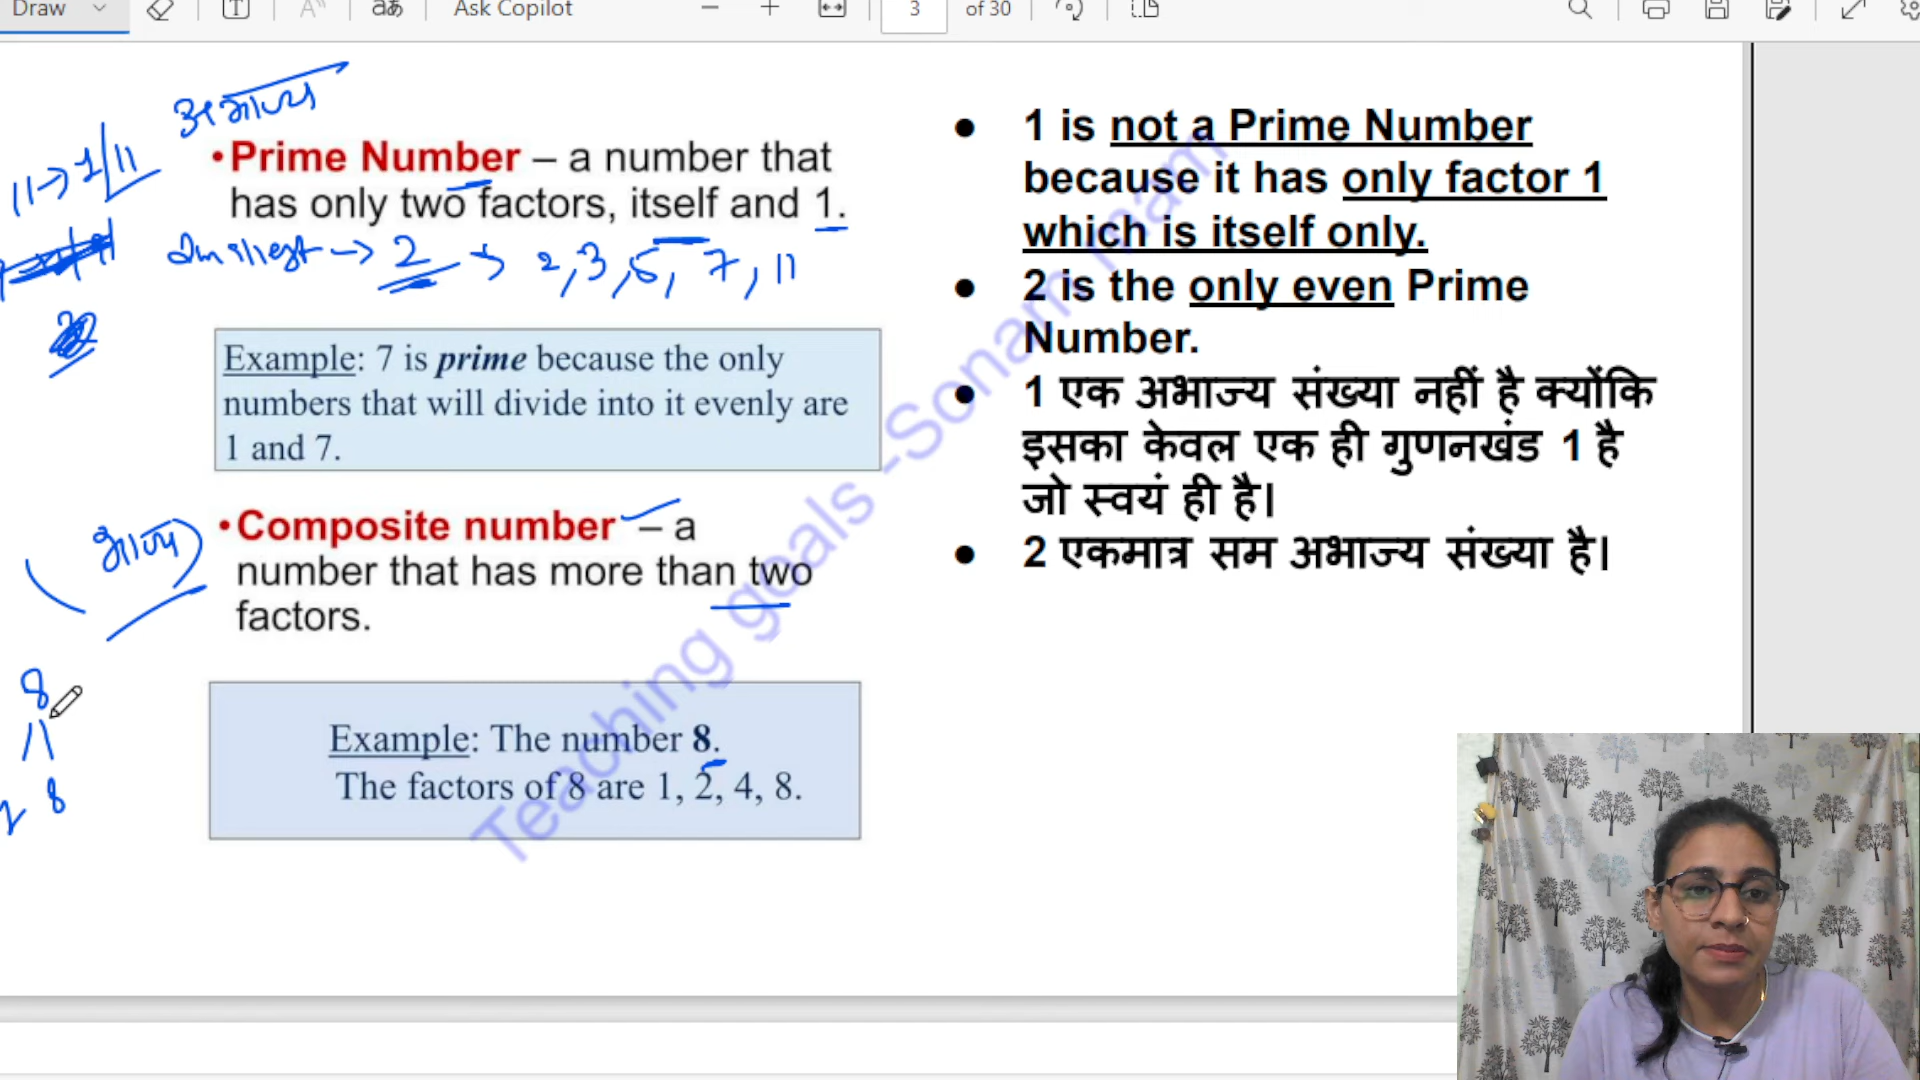 Draw
Ask Copilot
3 of 30
अभाज्य
11→ 1/11
•Prime Number – a number that
has only two factors, itself and 1.
Smallest → 2 → 2, 3, 5, 7, 11
Example: 7 is prime because the only
numbers that will divide into it evenly are
1 and 7.
भाज्य
•Composite number – a
number that has more than two
factors.
8
8
Example: The number 8.
The factors of 8 are 1, 2, 4, 8.
● 1 is not a Prime Number
because it has only factor 1
which is itself only.
● 2 is the only even Prime
Number.
● 1 एक अभाज्य संख्या नहीं है क्योंकि
इसका केवल एक ही गुणनखंड 1 है
जो स्वयं ही है।
● 2 एकमात्र सम अभाज्य संख्या है।
Teaching goals -Sonam mam